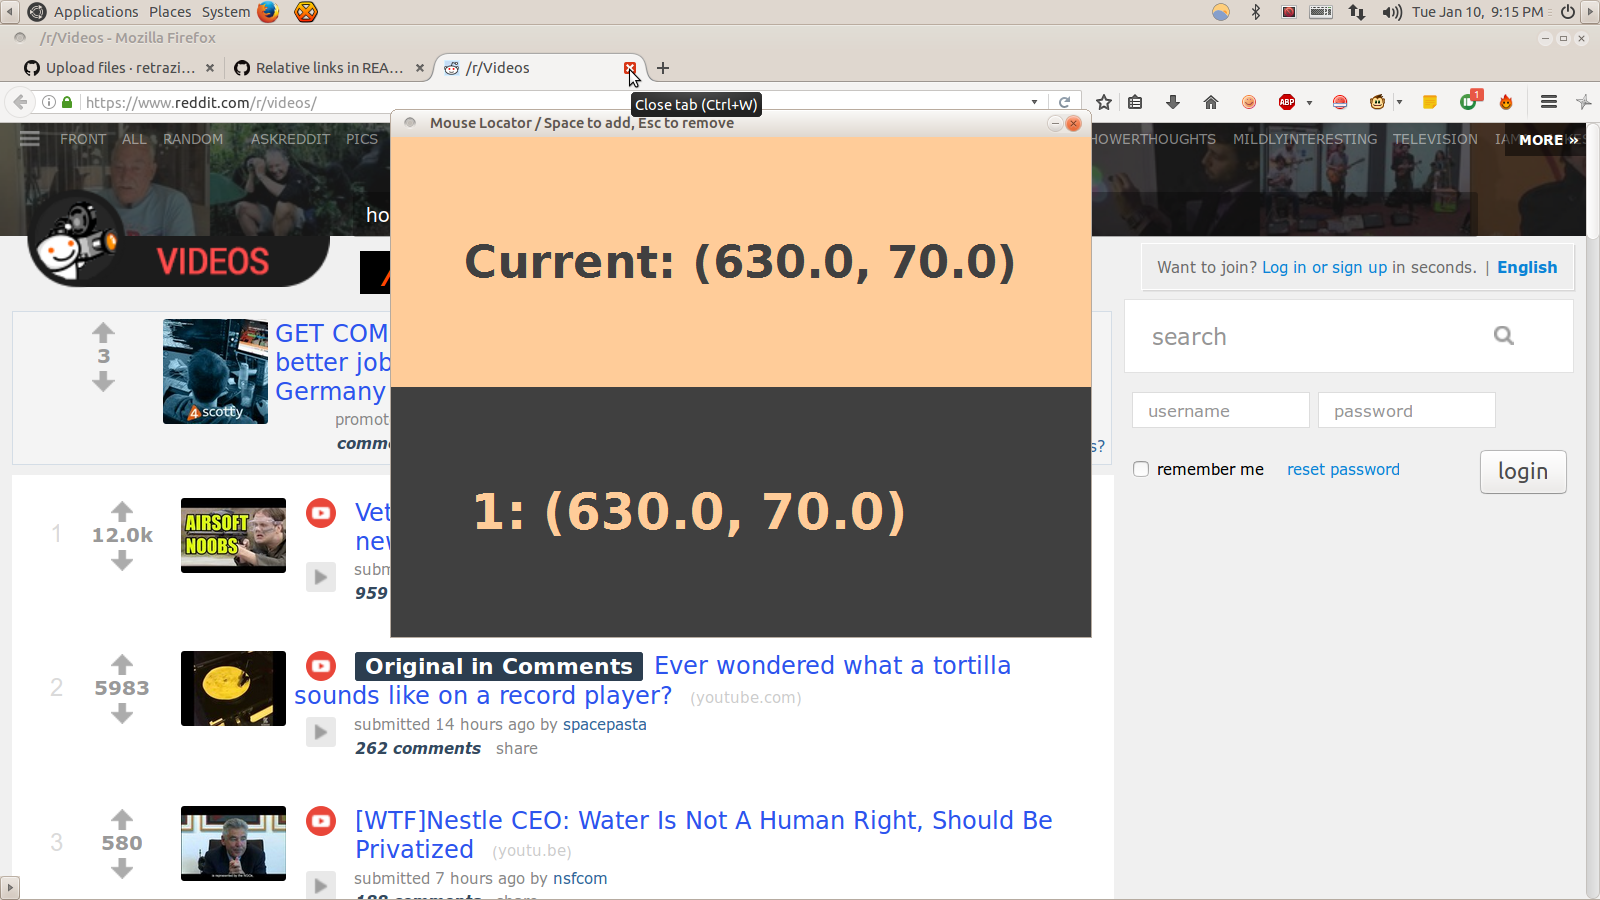 Applications Places System
Tue Jan 10, 9:15 PM
/r/Videos - Mozilla Firefox
Upload files · retrazi...
Relative links in REA...
/r/Videos
https://www.reddit.com/r/videos/
Close tab (Ctrl+W)
ABP
1
Mouse Locator / Space to add, Esc to remove
FRONT ALL RANDOM ASKREDDIT PICS
HOWERTHOUGHTS MILDLYINTERESTING TELEVISION
MORE »
ho
VIDEOS
Current: (630.0, 70.0)
1: (630.0, 70.0)
Want to join? Log in or sign up in seconds. | English
search
username
password
remember me
reset password
login
3
GET COM
better job
Germany
4 scotty
promot
comme
s?
1
12.0k
AIRSOFT
NOOBS
Vet
nev
subm
959
2
5983
Original in Comments Ever wondered what a tortilla
sounds like on a record player? (youtube.com)
submitted 14 hours ago by spacepasta
262 comments share
3
580
[WTF]Nestle CEO: Water Is Not A Human Right, Should Be
Privatized (youtu.be)
submitted 7 hours ago by nsfcom
188 comments share